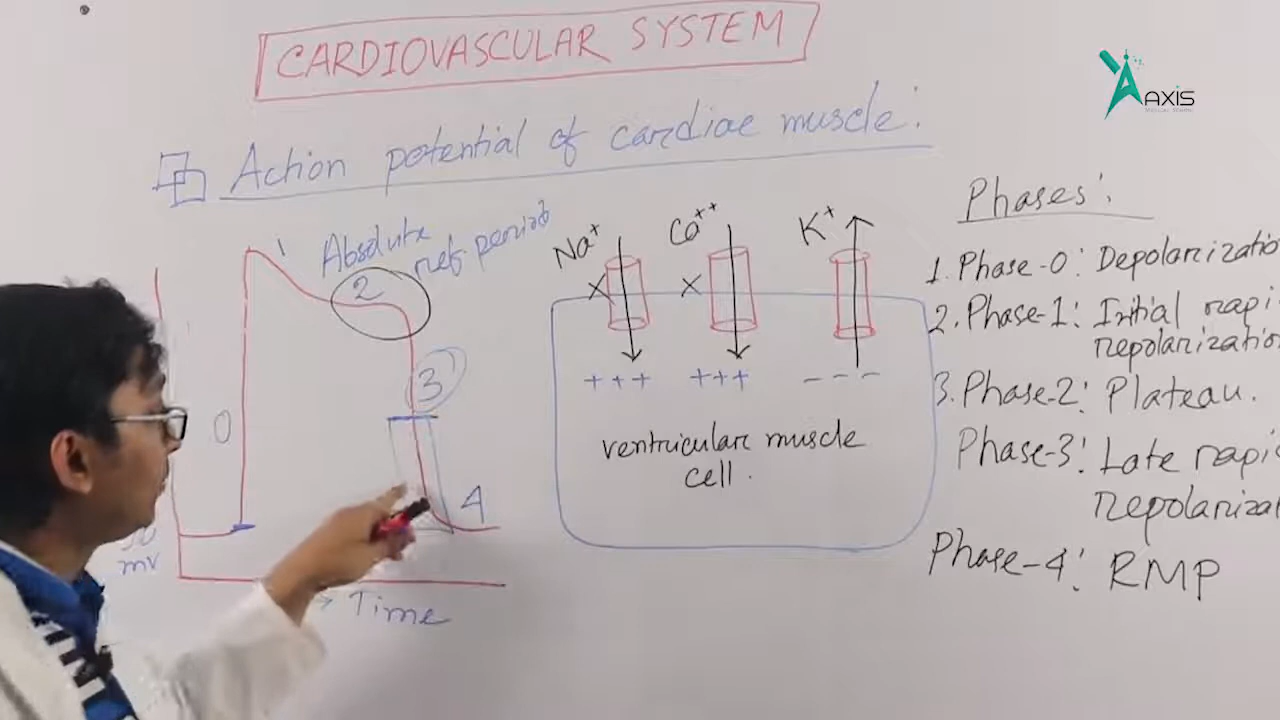 CARDIOVASCULAR SYSTEM
AXIS
Action potential of cardiac muscle:
Absolute
ref period
0
1
2
3
4
mv
Time
Na+
Ca++
K+
X
X
+++
+++
---
ventricular muscle
cell.
Phases:
1. Phase-0: Depolarizatio
2. Phase-1: Initial rapi
repolarizatio
3. Phase-2: Plateau.
Phase-3: Late rapi
repolariza
Phase-4: RMP